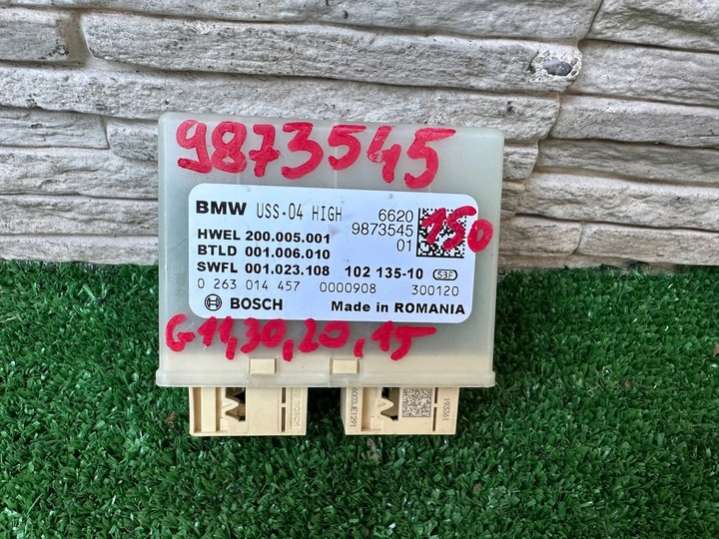 9873545
BMW USS-04 HIGH 6620
9873545
01
150
HWEL 200.005.001
BTLD 001.006.010
SWFL 001.023.108 102 135-10 S3F
0 263 014 457 0000908 300120
BOSCH Made in ROMANIA
G11,30,20,15